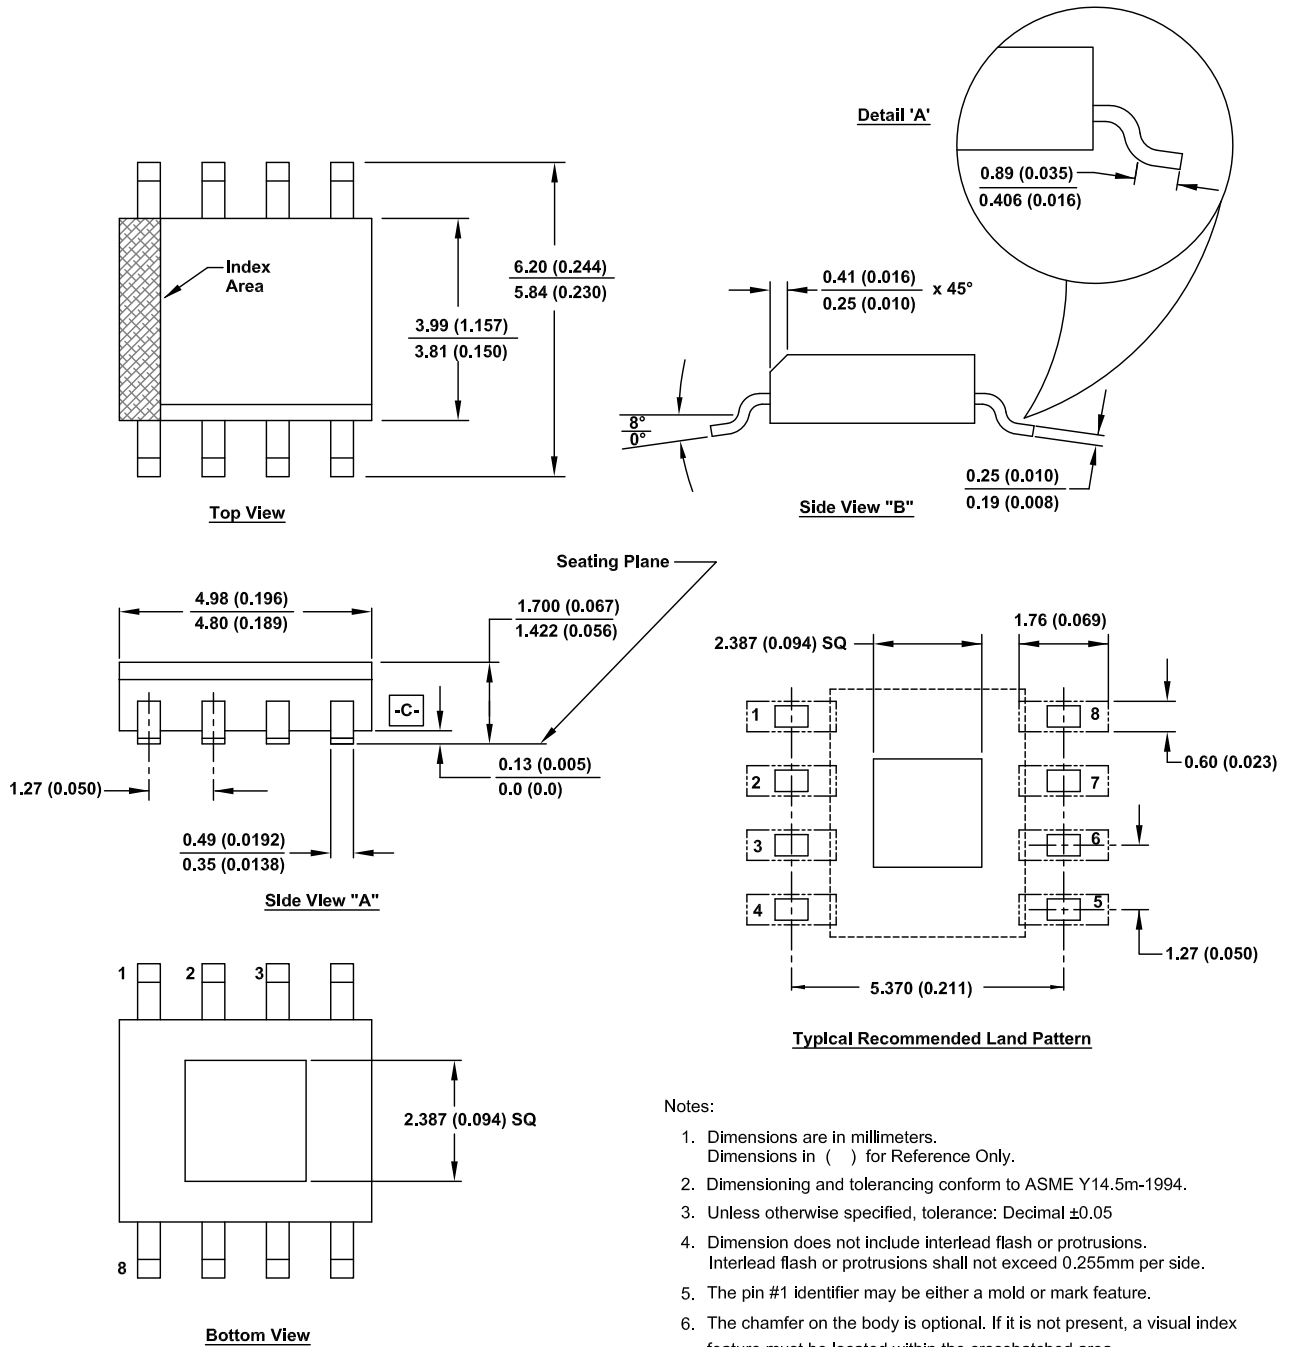 Detail 'A'
0.89 (0.035)
0.406 (0.016)
Index
Area
6.20 (0.244)
5.84 (0.230)
3.99 (1.157)
3.81 (0.150)
Top View
0.41 (0.016)
0.25 (0.010)
x 45°
8°
0°
0.25 (0.010)
0.19 (0.008)
Side View "B"
Seating Plane
4.98 (0.196)
4.80 (0.189)
1.700 (0.067)
1.422 (0.056)
-C-
0.13 (0.005)
0.0 (0.0)
1.27 (0.050)
0.49 (0.0192)
0.35 (0.0138)
Side View "A"
2.387 (0.094) SQ
1.76 (0.069)
1
8
0.60 (0.023)
2
7
3
6
4
5
1.27 (0.050)
5.370 (0.211)
Typical Recommended Land Pattern
1
2
3
2.387 (0.094) SQ
8
Bottom View
Notes:
1. Dimensions are in millimeters.
Dimensions in ( ) for Reference Only.
2. Dimensioning and tolerancing conform to ASME Y14.5m-1994.
3. Unless otherwise specified, tolerance: Decimal ±0.05
4. Dimension does not include interlead flash or protrusions.
Interlead flash or protrusions shall not exceed 0.255mm per side.
5. The pin #1 identifier may be either a mold or mark feature.
6. The chamfer on the body is optional. If it is not present, a visual index
feature must be located within the crosshatched area.